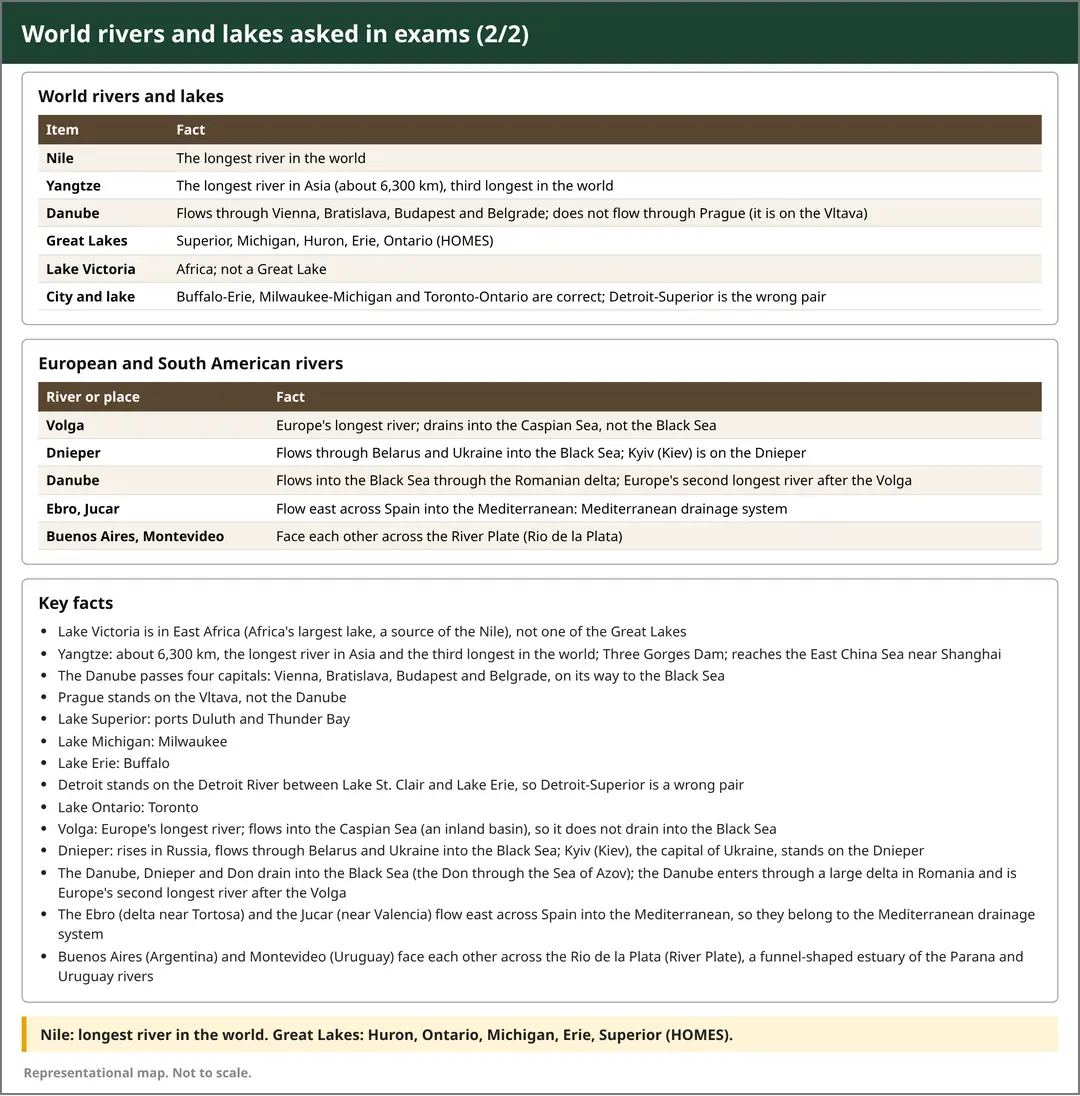 World rivers and lakes asked in exams (2/2)
World rivers and lakes
Item Fact
Nile The longest river in the world
Yangtze The longest river in Asia (about 6,300 km), third longest in the world
Danube Flows through Vienna, Bratislava, Budapest and Belgrade; does not flow through Prague (it is on the Vltava)
Great Lakes Superior, Michigan, Huron, Erie, Ontario (HOMES)
Lake Victoria Africa; not a Great Lake
City and lake Buffalo-Erie, Milwaukee-Michigan and Toronto-Ontario are correct; Detroit-Superior is the wrong pair
European and South American rivers
River or place Fact
Volga Europe's longest river; drains into the Caspian Sea, not the Black Sea
Dnieper Flows through Belarus and Ukraine into the Black Sea; Kyiv (Kiev) is on the Dnieper
Danube Flows into the Black Sea through the Romanian delta; Europe's second longest river after the Volga
Ebro, Jucar Flow east across Spain into the Mediterranean: Mediterranean drainage system
Buenos Aires, Montevideo Face each other across the River Plate (Rio de la Plata)
Key facts
• Lake Victoria is in East Africa (Africa's largest lake, a source of the Nile), not one of the Great Lakes
• Yangtze: about 6,300 km, the longest river in Asia and the third longest in the world; Three Gorges Dam; reaches the East China Sea near Shanghai
• The Danube passes four capitals: Vienna, Bratislava, Budapest and Belgrade, on its way to the Black Sea
• Prague stands on the Vltava, not the Danube
• Lake Superior: ports Duluth and Thunder Bay
• Lake Michigan: Milwaukee
• Lake Erie: Buffalo
• Detroit stands on the Detroit River between Lake St. Clair and Lake Erie, so Detroit-Superior is a wrong pair
• Lake Ontario: Toronto
• Volga: Europe's longest river; flows into the Caspian Sea (an inland basin), so it does not drain into the Black Sea
• Dnieper: rises in Russia, flows through Belarus and Ukraine into the Black Sea; Kyiv (Kiev), the capital of Ukraine, stands on the Dnieper
• The Danube, Dnieper and Don drain into the Black Sea (the Don through the Sea of Azov); the Danube enters through a large delta in Romania and is
Europe's second longest river after the Volga
• The Ebro (delta near Tortosa) and the Jucar (near Valencia) flow east across Spain into the Mediterranean, so they belong to the Mediterranean drainage
system
• Buenos Aires (Argentina) and Montevideo (Uruguay) face each other across the Rio de la Plata (River Plate), a funnel-shaped estuary of the Parana and
Uruguay rivers
Nile: longest river in the world. Great Lakes: Huron, Ontario, Michigan, Erie, Superior (HOMES).
Representational map. Not to scale.